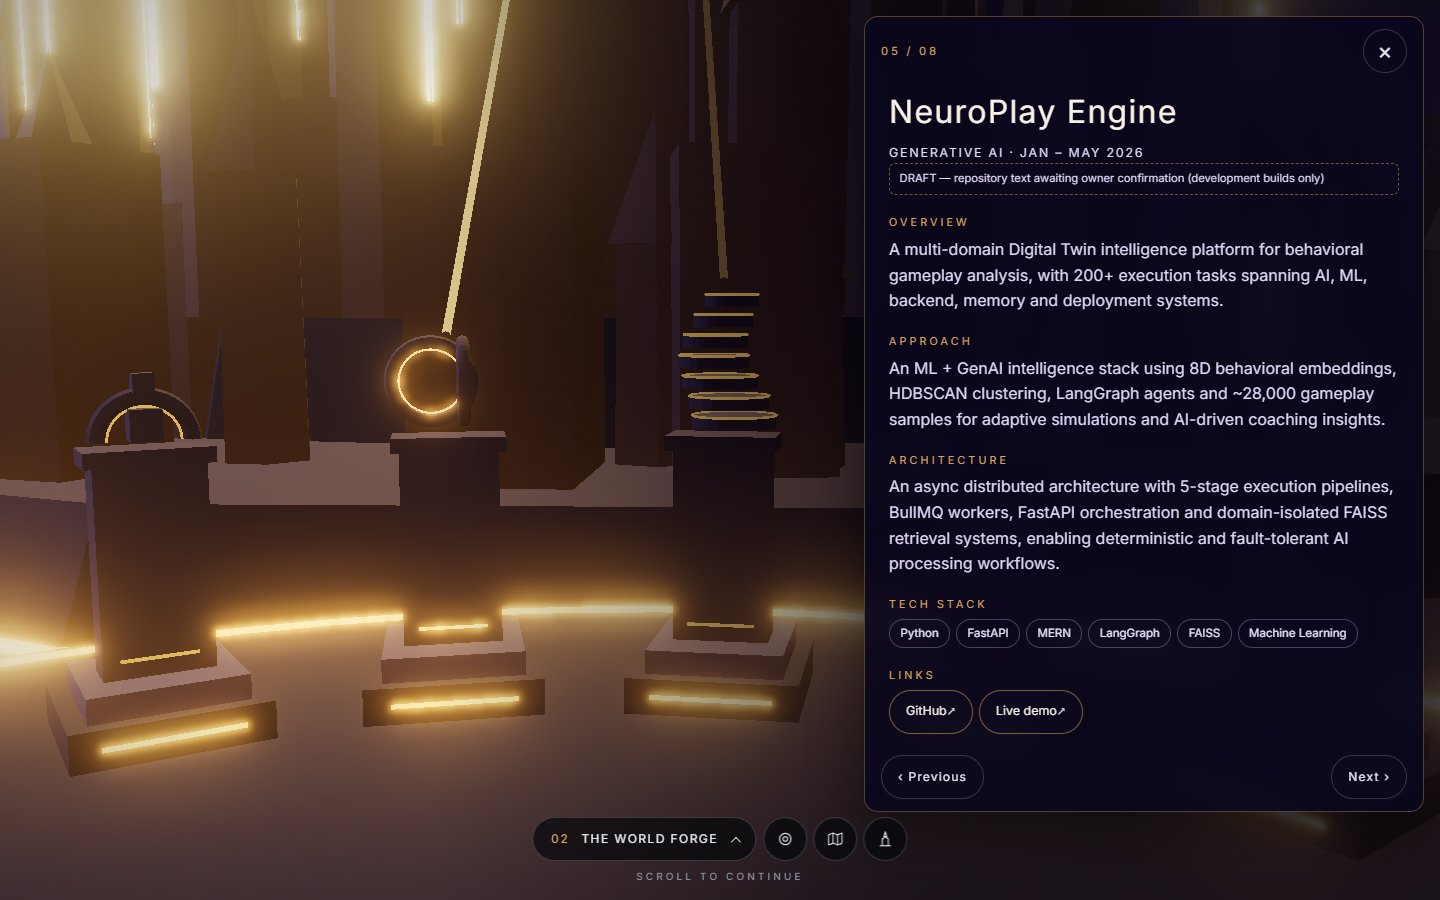 05 / 08
×
NeuroPlay Engine
GENERATIVE AI · JAN – MAY 2026
DRAFT — repository text awaiting owner confirmation (development builds only)
OVERVIEW
A multi-domain Digital Twin intelligence platform for behavioral
gameplay analysis, with 200+ execution tasks spanning AI, ML,
backend, memory and deployment systems.
APPROACH
An ML + GenAI intelligence stack using 8D behavioral embeddings,
HDBSCAN clustering, LangGraph agents and ~28,000 gameplay
samples for adaptive simulations and AI-driven coaching insights.
ARCHITECTURE
An async distributed architecture with 5-stage execution pipelines,
BullMQ workers, FastAPI orchestration and domain-isolated FAISS
retrieval systems, enabling deterministic and fault-tolerant AI
processing workflows.
TECH STACK
Python FastAPI MERN LangGraph FAISS Machine Learning
LINKS
GitHub↗ Live demo↗
‹ Previous Next ›
02 THE WORLD FORGE
SCROLL TO CONTINUE